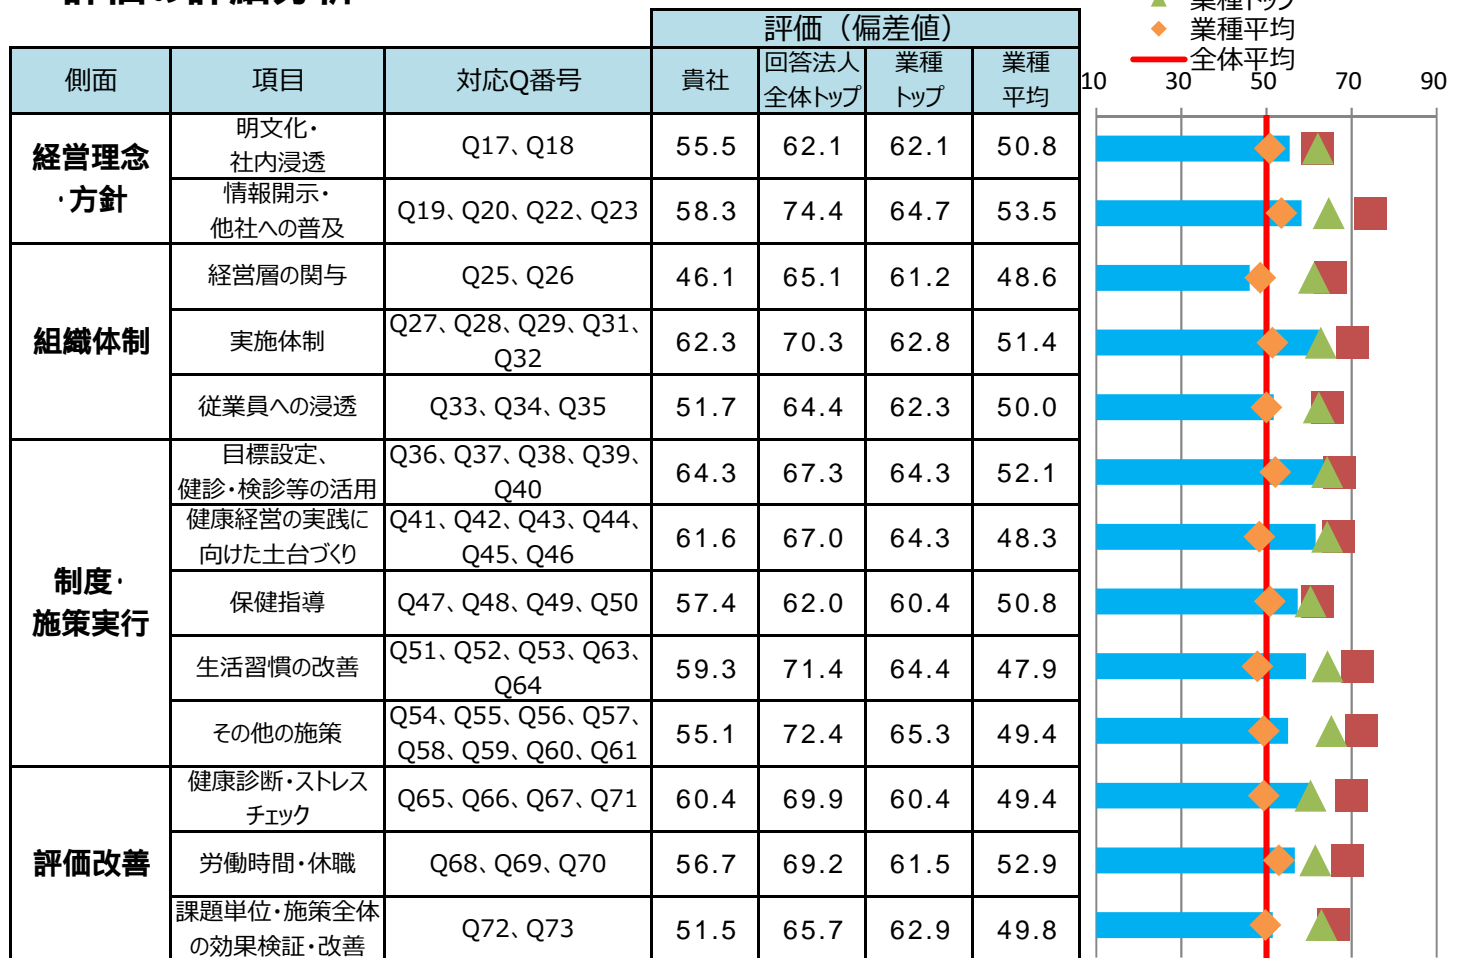 評価の詳細分析
業種トップ
業種平均
全体平均
評価（偏差値）
側面 項目 対応Q番号 貴社 回答法人 全体トップ 業種 トップ 業種 平均
10 30 50 70 90
経営理念
・方針
明文化・
社内浸透
Q17、Q18
55.5 62.1 62.1 50.8
情報開示・
他社への普及
Q19、Q20、Q22、Q23
58.3 74.4 64.7 53.5
組織体制
経営層の関与
Q25、Q26
46.1 65.1 61.2 48.6
実施体制
Q27、Q28、Q29、Q31、
Q32
62.3 70.3 62.8 51.4
従業員への浸透
Q33、Q34、Q35
51.7 64.4 62.3 50.0
制度・
施策実行
目標設定、
健診・検診等の活用
Q36、Q37、Q38、Q39、
Q40
64.3 67.3 64.3 52.1
健康経営の実践に
向けた土台づくり
Q41、Q42、Q43、Q44、
Q45、Q46
61.6 67.0 64.3 48.3
保健指導
Q47、Q48、Q49、Q50
57.4 62.0 60.4 50.8
生活習慣の改善
Q51、Q52、Q53、Q63、
Q64
59.3 71.4 64.4 47.9
その他の施策
Q54、Q55、Q56、Q57、
Q58、Q59、Q60、Q61
55.1 72.4 65.3 49.4
評価改善
健康診断・ストレス
チェック
Q65、Q66、Q67、Q71
60.4 69.9 60.4 49.4
労働時間・休職
Q68、Q69、Q70
56.7 69.2 61.5 52.9
課題単位・施策全体
の効果検証・改善
Q72、Q73
51.5 65.7 62.9 49.8